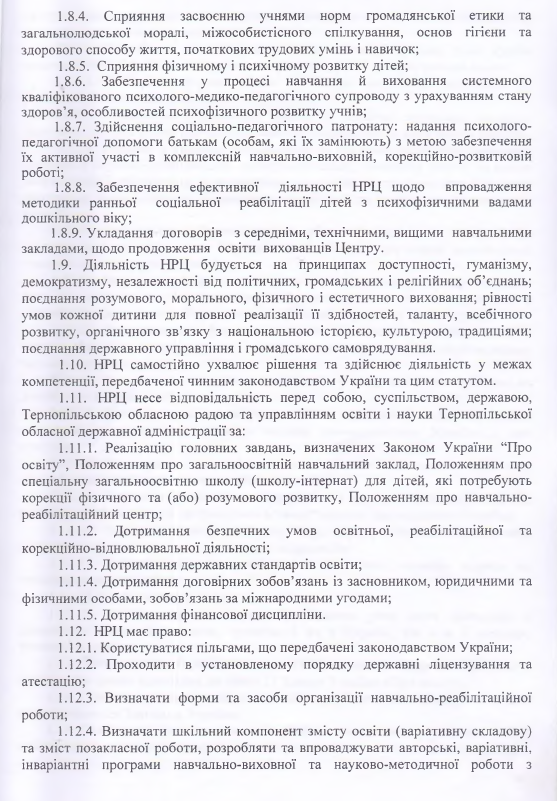 1.8.4. Сприяння засвоєнню учнями норм громадянської етики та
загальнолюдської моралі, міжособистісного спілкування, основ гігієни та
здорового способу життя, початкових трудових умінь і навичок;
1.8.5. Сприяння фізичному і психічному розвитку дітей;
1.8.6. Забезпечення у процесі навчання й виховання системного
кваліфікованого психолого-медико-педагогічного супроводу з урахуванням стану
здоров’я, особливостей психофізичного розвитку учнів;
1.8.7. Здійснення соціально-педагогічного патронату: надання психолого-
педагогічної допомоги батькам (особам, які їх замінюють) з метою забезпечення
їх активної участі в комплексній навчально-виховній, корекційно-розвитковій
роботі;
1.8.8. Забезпечення ефективної діяльності НРЦ щодо впровадження
методики ранньої соціальної реабілітації дітей з психофізичними вадами
дошкільного віку;
1.8.9. Укладання договорів з середніми, технічними, вищими навчальними
закладами, щодо продовження освіти вихованців Центру.
1.9. Діяльність НРЦ будується на принципах доступності, гуманізму,
демократизму, незалежності від політичних, громадських і релігійних об’єднань;
поєднання розумового, морального, фізичного і естетичного виховання; рівності
умов кожної дитини для повної реалізації її здібностей, таланту, всебічного
розвитку, органічного зв’язку з національною історією, культурою, традиціями;
поєднання державного управління і громадського самоврядування.
1.10. НРЦ самостійно ухвалює рішення та здійснює діяльність у межах
компетенції, передбаченої чинним законодавством України та цим статутом.
1.11. НРЦ несе відповідальність перед собою, суспільством, державою,
Тернопільською обласною радою та управлінням освіти і науки Тернопільської
обласної державної адміністрації за:
1.11.1. Реалізацію головних завдань, визначених Законом України “Про
освіту”, Положенням про загальноосвітній навчальний заклад, Положенням про
спеціальну загальноосвітню школу (школу-інтернат) для дітей, які потребують
корекції фізичного та (або) розумового розвитку, Положенням про навчально-
реабілітаційний центр;
1.11.2. Дотримання безпечних умов освітньої, реабілітаційної та
корекційно-відновлювальної діяльності;
1.11.3. Дотримання державних стандартів освіти;
1.11.4. Дотримання договірних зобов’язань із засновником, юридичними та
фізичними особами, зобов’язань за міжнародними угодами;
1.11.5. Дотримання фінансової дисципліни.
1.12. НРЦ має право:
1.12.1. Користуватися пільгами, що передбачені законодавством України;
1.12.2. Проходити в установленому порядку державні ліцензування та
атестацію;
1.12.3. Визначати форми та засоби організації навчально-реабілітаційної
роботи;
1.12.4. Визначати шкільний компонент змісту освіти (варіативну складову)
та зміст позакласної роботи, розробляти та впроваджувати авторські, варіативні,
інваріантні програми навчально-виховної та науково-методичної роботи з